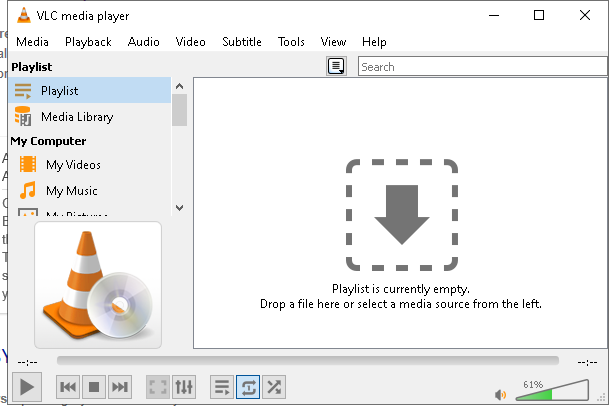 VLC media player
Media Playback Audio Video Subtitle Tools View Help
Playlist
Search
Playlist
Media Library
My Computer
My Videos
My Music
My Pictures
Playlist is currently empty.
Drop a file here or select a media source from the left.
--:-- --:--
61%